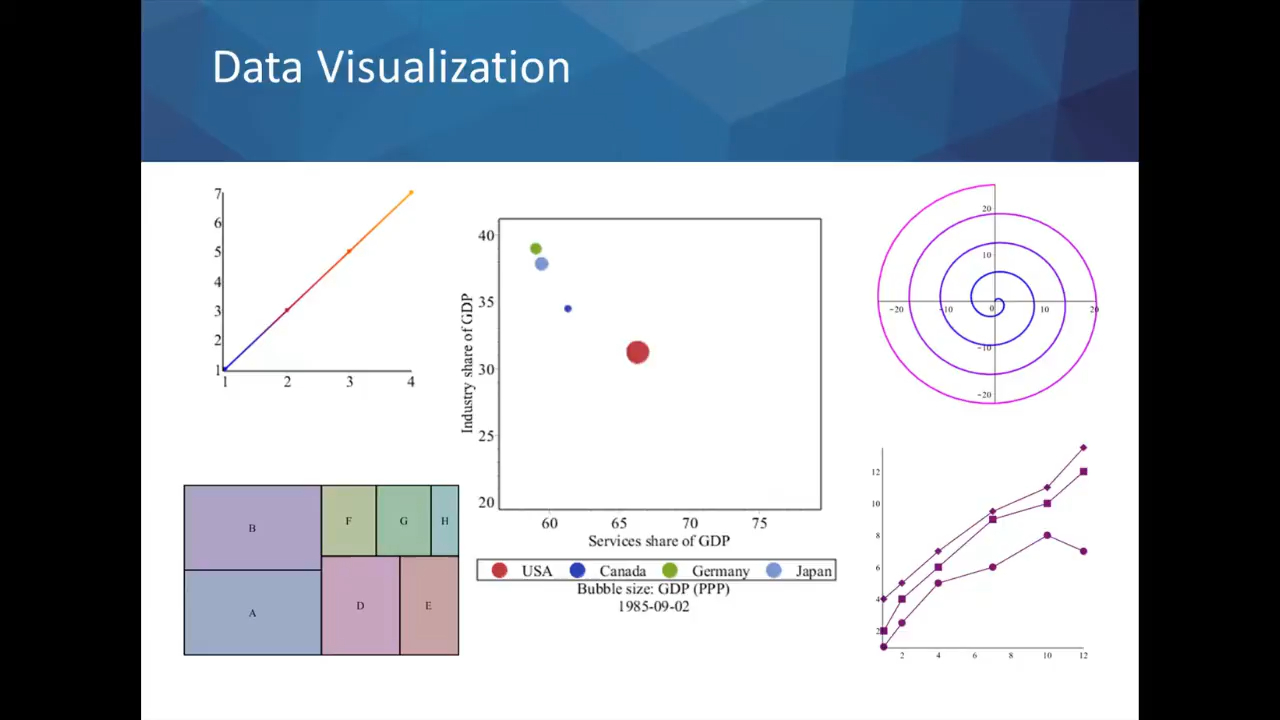 Data Visualization
7
6
5
4
3
2
1
1 2 3 4
Industry share of GDP
40
35
30
25
20
60 65 70 75
Services share of GDP
USA Canada Germany Japan
Bubble size: GDP (PPP)
1985-09-02
20
10
-20 -10 0 10 20
-10
-20
B F G H
A D E
12
10
8
6
4
2
2 4 6 8 10 12